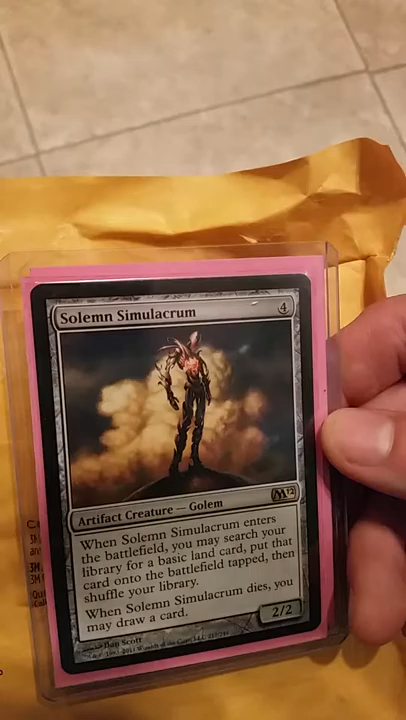 Solemn Simulacrum 4
Artifact Creature — Golem M12
When Solemn Simulacrum enters
the battlefield, you may search your
library for a basic land card, put that
card onto the battlefield tapped, then
shuffle your library.
When Solemn Simulacrum dies, you
may draw a card.
2/2
Dan Scott